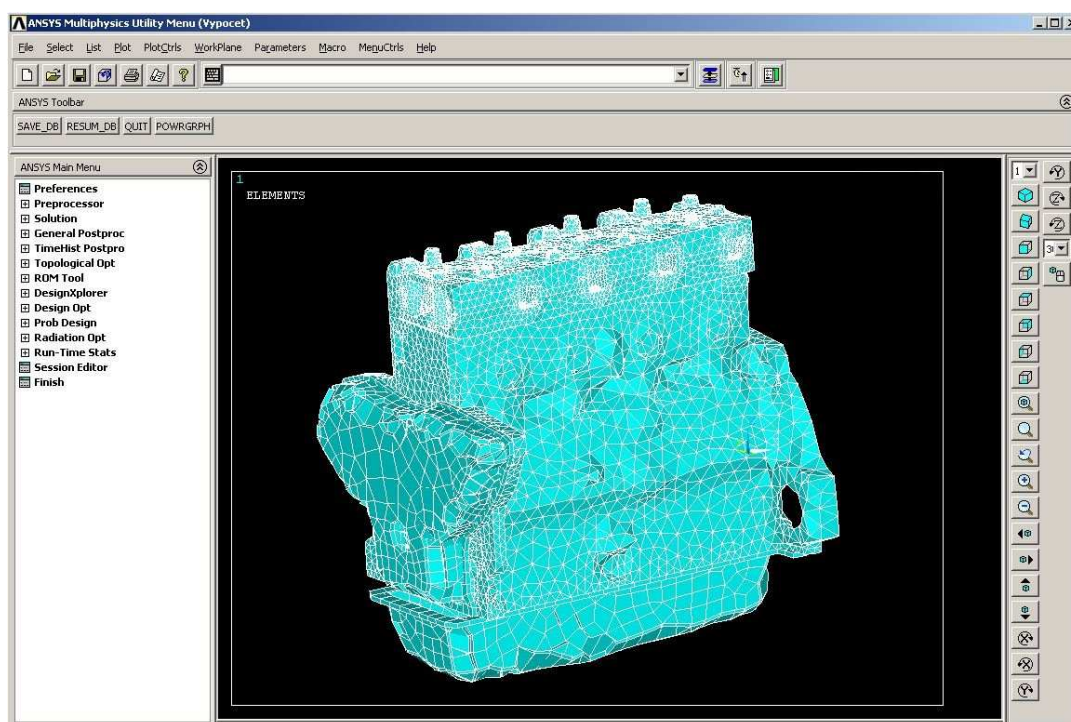 ANSYS Multiphysics Utility Menu (Vypocet)
File Select List Plot PlotCtrls WorkPlane Parameters Macro MenuCtrls Help
ANSYS Toolbar
SAVE_DB RESUM_DB QUIT POWRGRPH
ANSYS Main Menu
Preferences
Preprocessor
Solution
General Postproc
TimeHist Postpro
Topological Opt
ROM Tool
DesignXplorer
Design Opt
Prob Design
Radiation Opt
Run-Time Stats
Session Editor
Finish
1
ELEMENTS
1